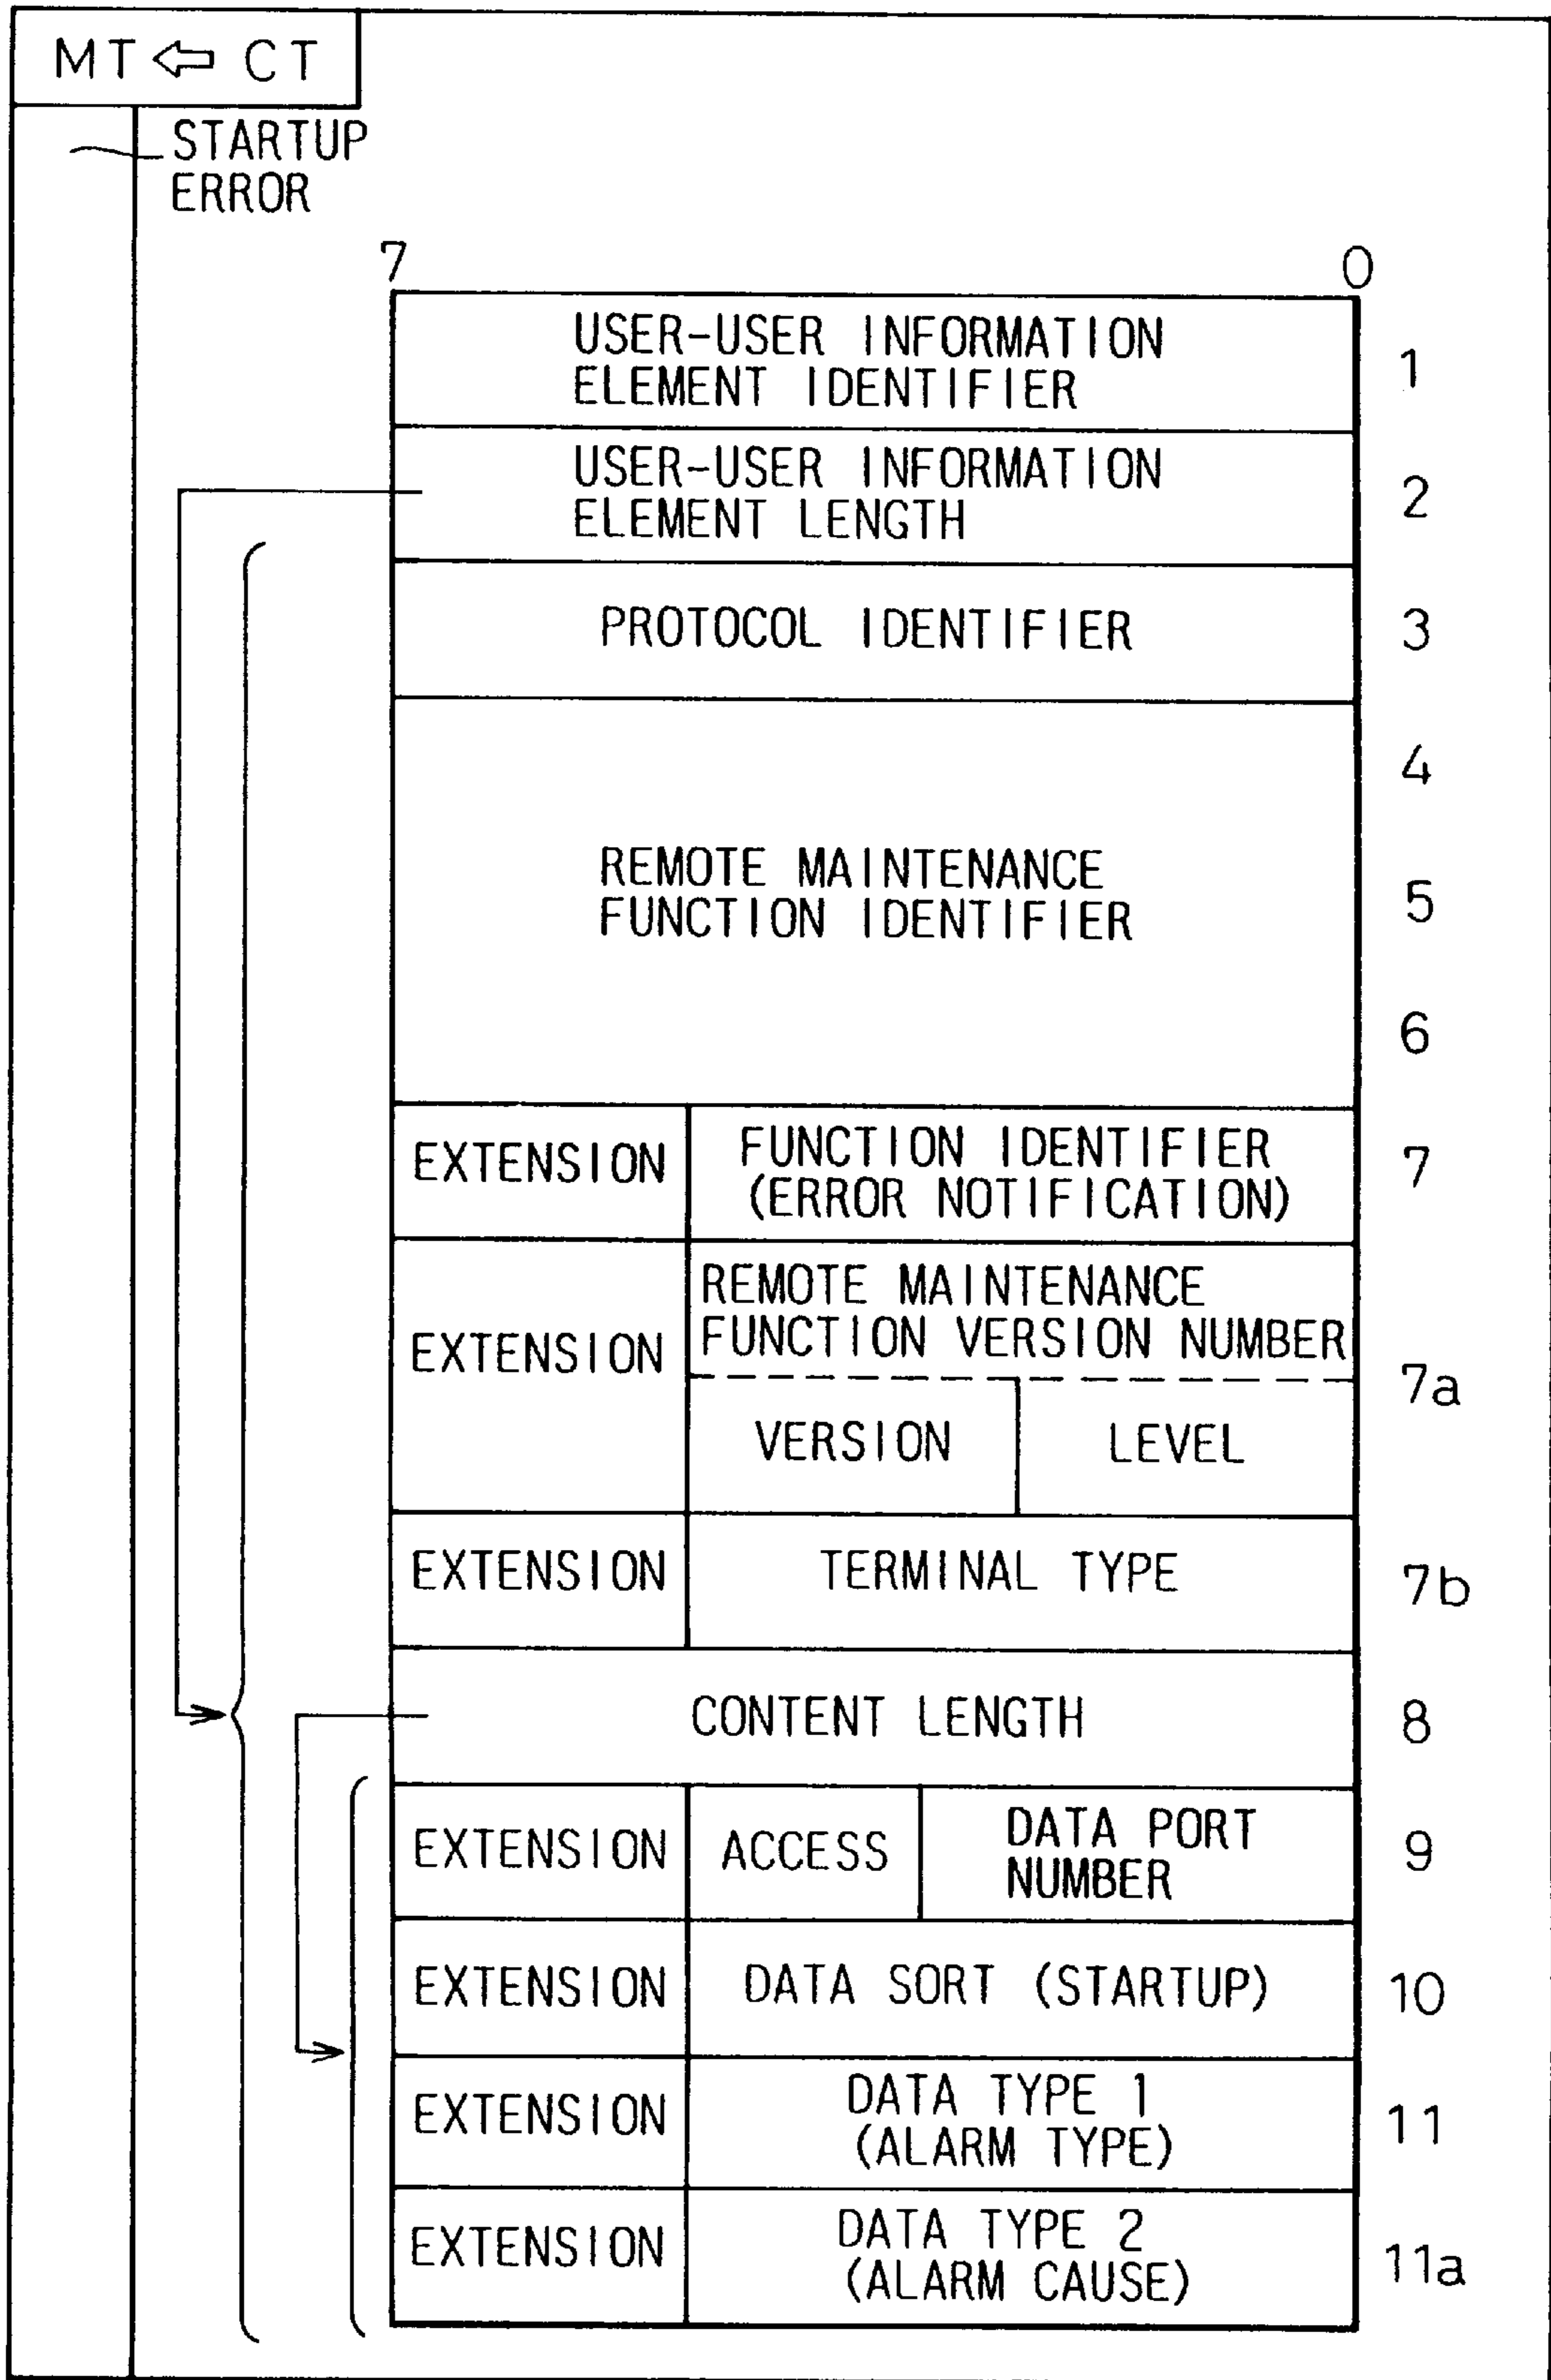 MT ⇦ CT
STARTUP
ERROR
7 0
USER-USER INFORMATION
ELEMENT IDENTIFIER
1
USER-USER INFORMATION
ELEMENT LENGTH
2
PROTOCOL IDENTIFIER
3
4
REMOTE MAINTENANCE
FUNCTION IDENTIFIER
5
6
EXTENSION
FUNCTION IDENTIFIER
(ERROR NOTIFICATION)
7
EXTENSION
REMOTE MAINTENANCE
FUNCTION VERSION NUMBER
7a
VERSION LEVEL
EXTENSION TERMINAL TYPE 7b
CONTENT LENGTH 8
EXTENSION ACCESS
DATA PORT
NUMBER
9
EXTENSION DATA SORT (STARTUP) 10
EXTENSION
DATA TYPE 1
(ALARM TYPE)
11
EXTENSION
DATA TYPE 2
(ALARM CAUSE)
11a